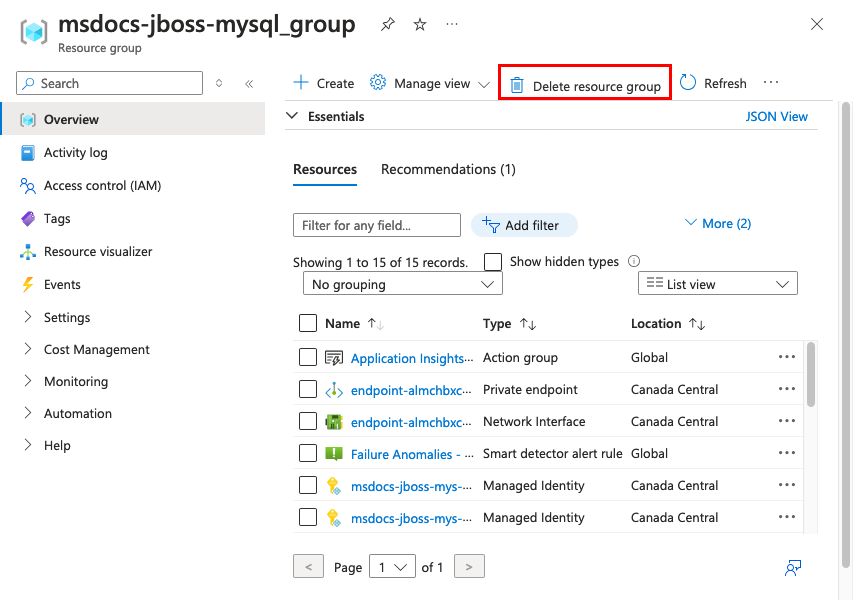 msdocs-jboss-mysql_group
Resource group
Search
Overview
Activity log
Access control (IAM)
Tags
Resource visualizer
Events
Settings
Cost Management
Monitoring
Automation
Help
Create Manage view Delete resource group Refresh ...
Essentials JSON View
Resources Recommendations (1)
Filter for any field... Add filter More (2)
Showing 1 to 15 of 15 records. Show hidden types
No grouping List view
Name Type Location
Application Insights... Action group Global
endpoint-almchbxc... Private endpoint Canada Central
endpoint-almchbxc... Network Interface Canada Central
Failure Anomalies - ... Smart detector alert rule Global
msdocs-jboss-mys-... Managed Identity Canada Central
msdocs-jboss-mys-... Managed Identity Canada Central
< Page 1 of 1 >